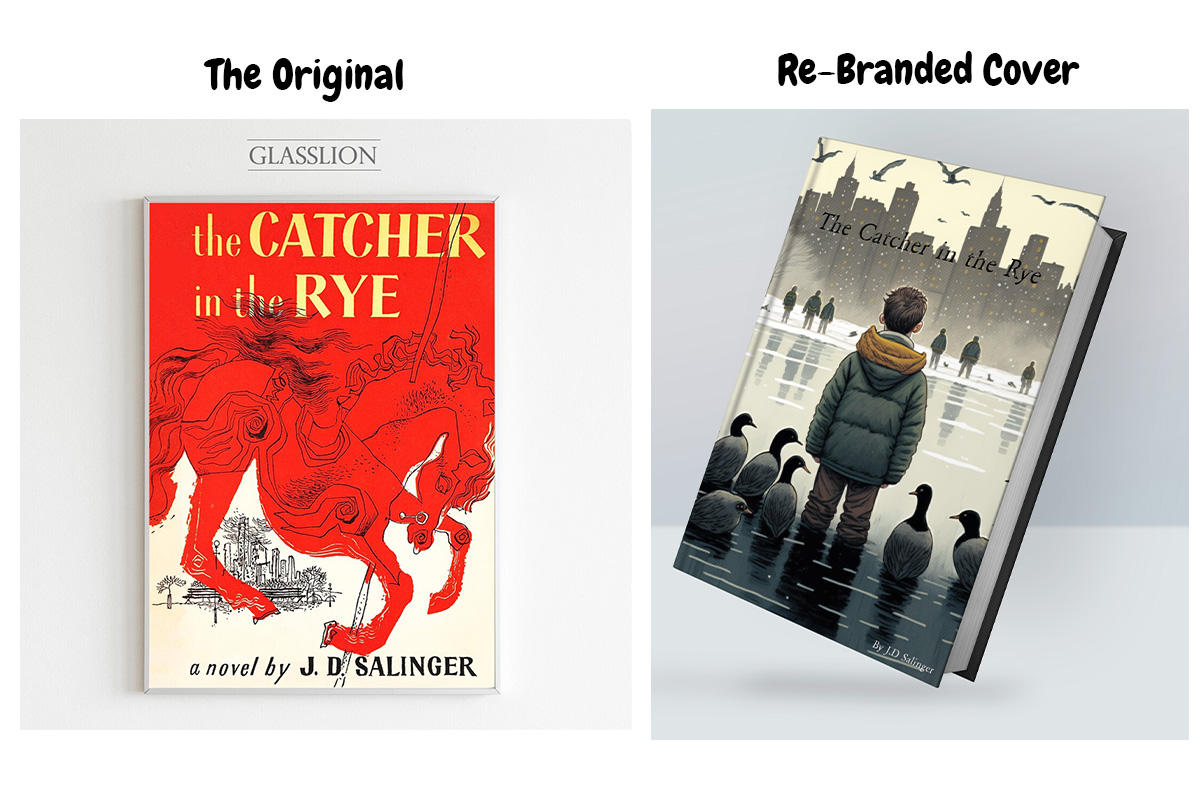 The Original
Re-Branded Cover
GLASSLION
the CATCHER
in the RYE
a novel by J. D. SALINGER
The Catcher in the Rye
By J.D Salinger